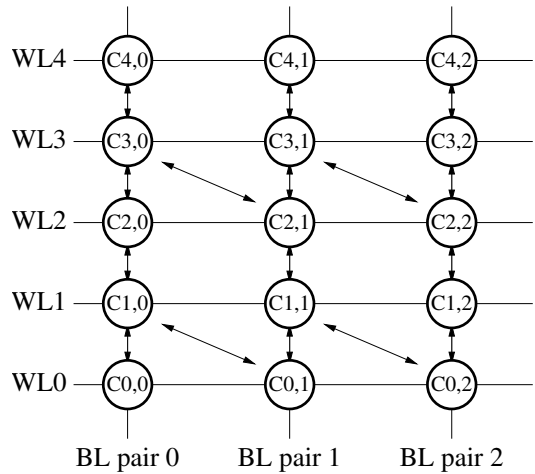 WL4 C4,0 C4,1 C4,2
WL3 C3,0 C3,1 C3,2
WL2 C2,0 C2,1 C2,2
WL1 C1,0 C1,1 C1,2
WL0 C0,0 C0,1 C0,2
BL pair 0 BL pair 1 BL pair 2